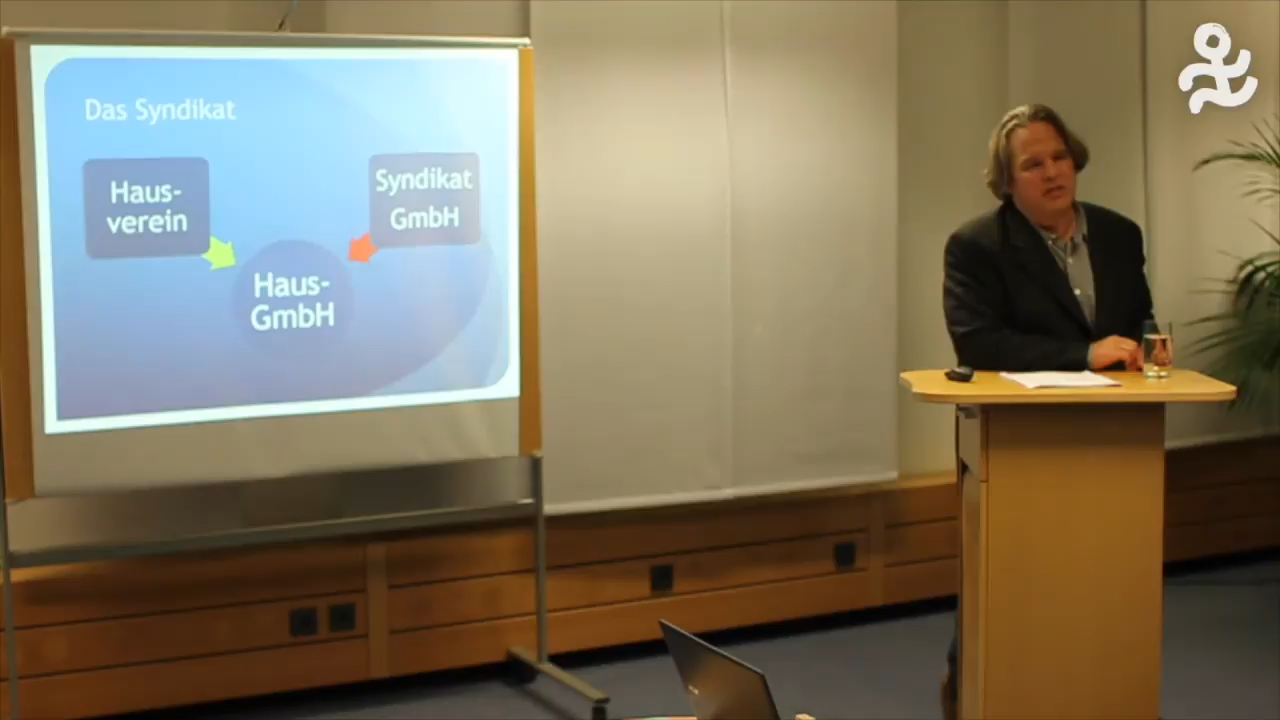 Das Syndikat
Haus-
verein
Syndikat
GmbH
Haus-
GmbH